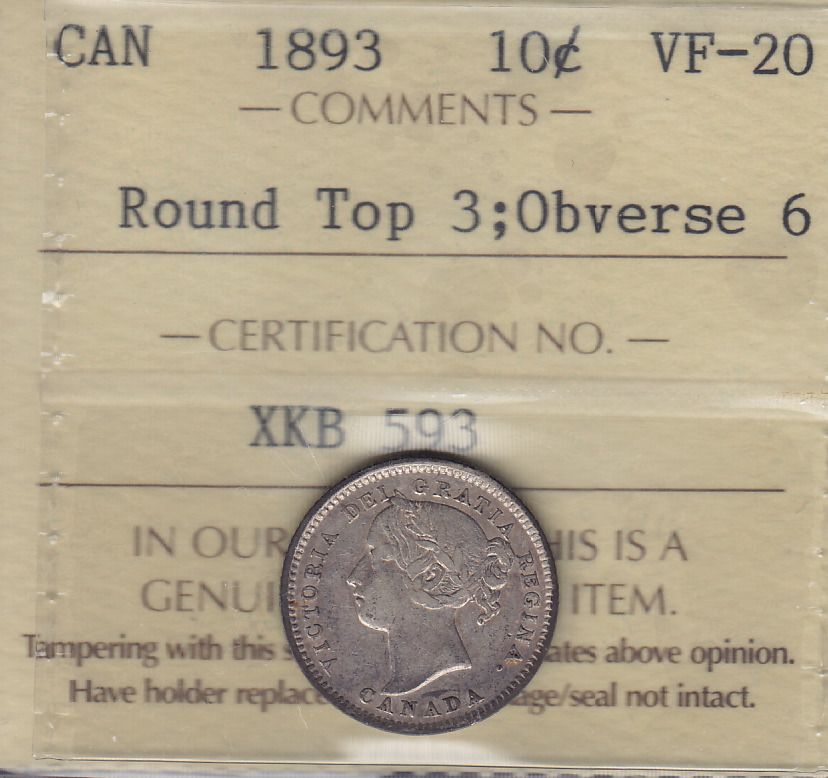 CAN 1893 10¢ VF-20
— COMMENTS —
Round Top 3;Obverse 6
— CERTIFICATION NO. —
XKB 593
IN OUR HIS IS A
GENUI ITEM.
Tampering with this s ates above opinion.
Have holder replace age/seal not intact.
VICTORIA DEI GRATIA REGINA.
CANADA